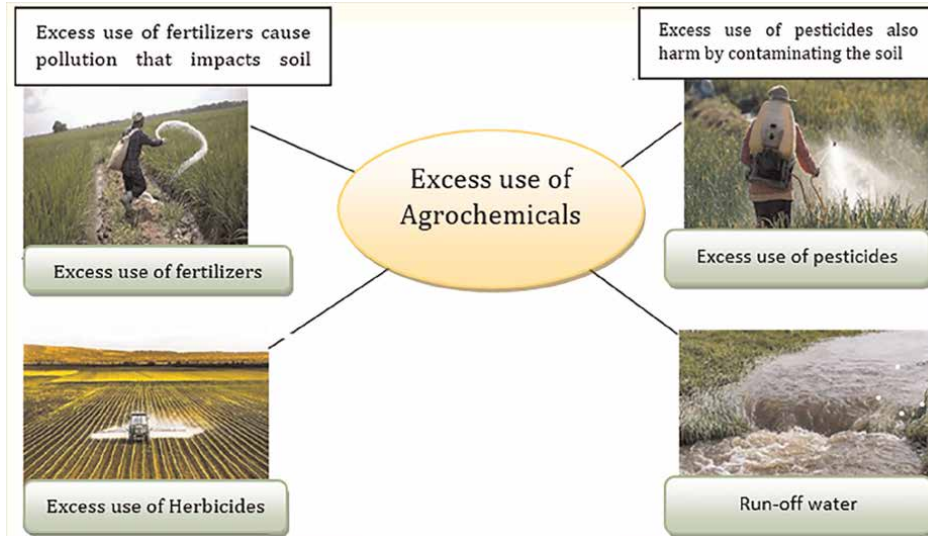 Excess use of fertilizers cause
pollution that impacts soil
Excess use of pesticides also
harm by contaminating the soil
Excess use of
Agrochemicals
Excess use of fertilizers
Excess use of pesticides
Excess use of Herbicides
Run-off water